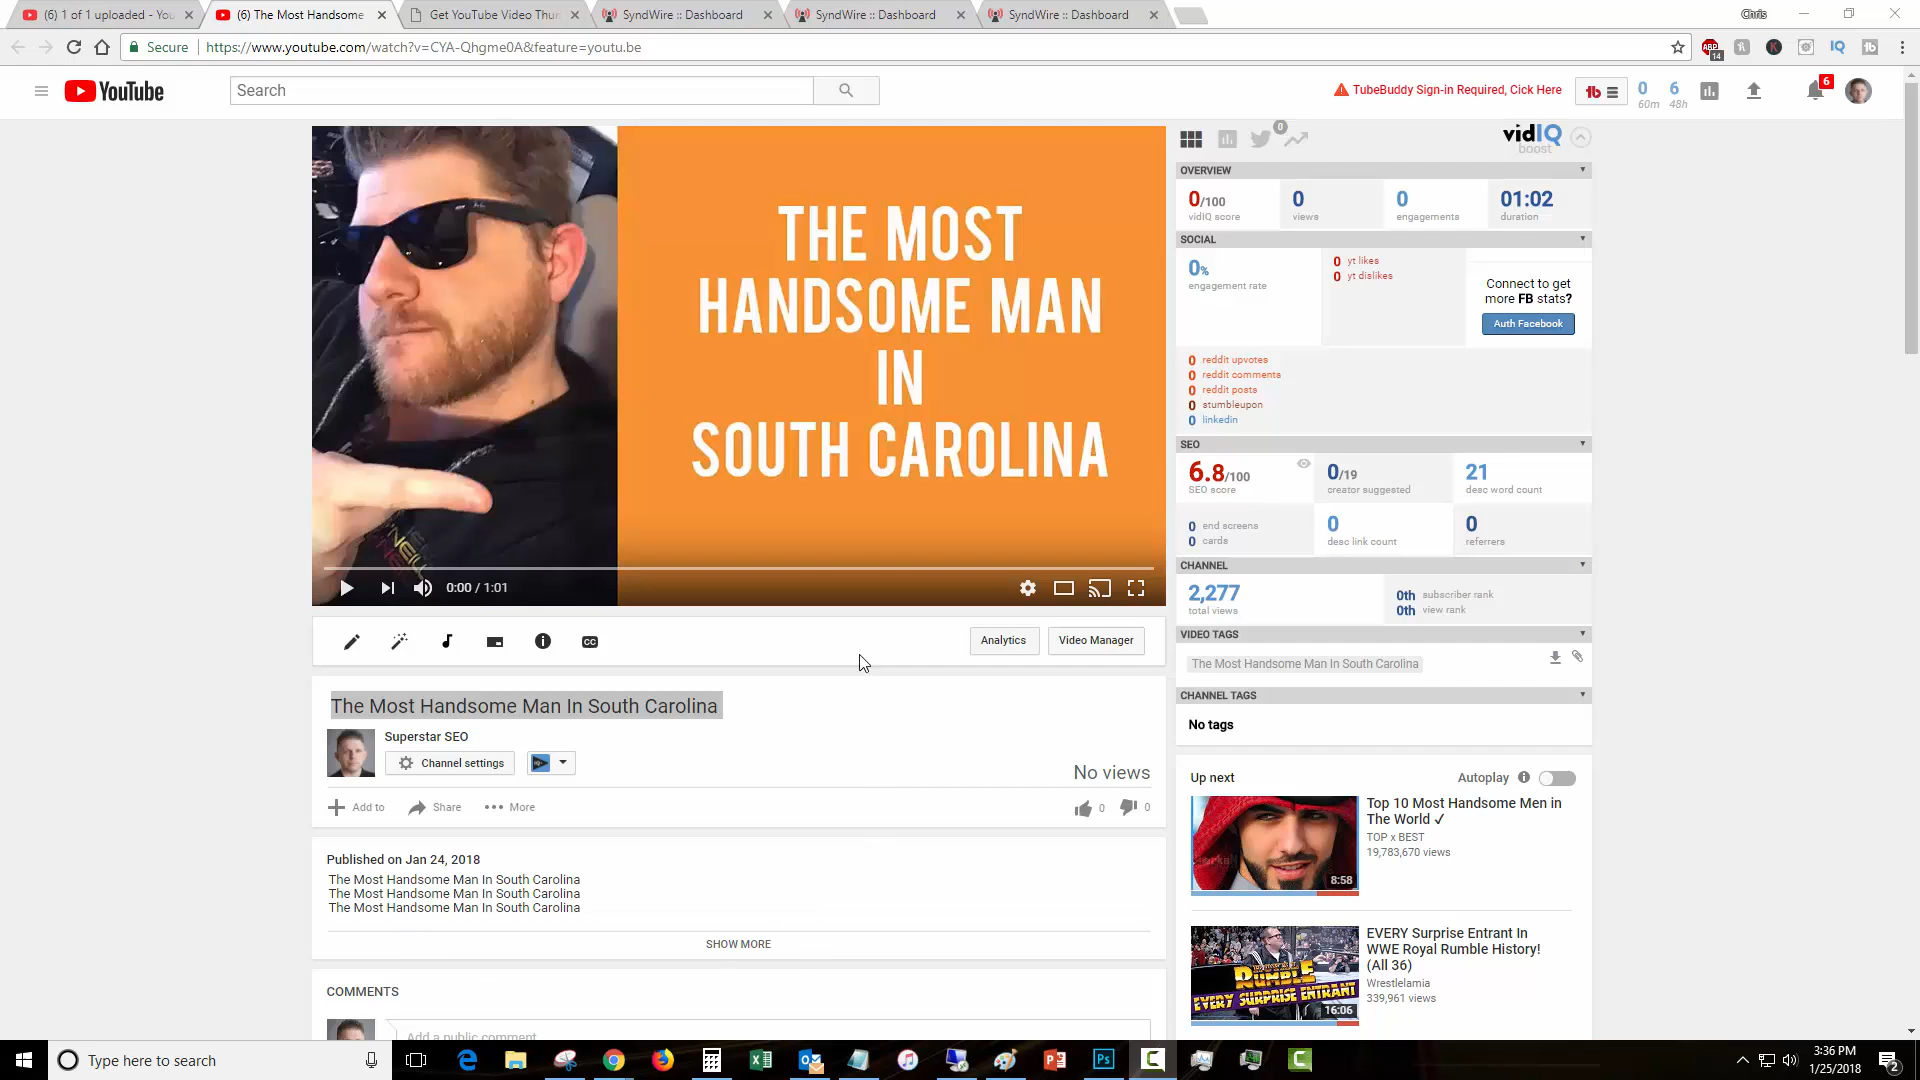 (6) 1 of 1 uploaded - You
(6) The Most Handsome
Get YouTube Video Thu
SyndWire :: Dashboard
SyndWire :: Dashboard
SyndWire :: Dashboard
Chris
Secure
https://www.youtube.com/watch?v=CYA-Qhgme0A&feature=youtu.be
ABP
14
IQ
tb
YouTube
Search
TubeBuddy Sign-in Required, Click Here
tb
0
60m
6
48h
6
THE MOST
HANDSOME MAN
IN
SOUTH CAROLINA
0:00 / 1:01
Analytics
Video Manager
The Most Handsome Man In South Carolina
Superstar SEO
Channel settings
No views
Add to
Share
More
0
0
Published on Jan 24, 2018
The Most Handsome Man In South Carolina
The Most Handsome Man In South Carolina
The Most Handsome Man In South Carolina
SHOW MORE
COMMENTS
Add a public comment
0
vidIQ
boost
OVERVIEW
0/100
vidIQ score
0
views
0
engagements
01:02
duration
SOCIAL
0%
engagement rate
0 yt likes
0 yt dislikes
Connect to get
more FB stats?
Auth Facebook
0 reddit upvotes
0 reddit comments
0 reddit posts
0 stumbleupon
0 linkedin
SEO
6.8/100
SEO score
0/19
creator suggested
21
desc word count
0 end screens
0 cards
0
desc link count
0
referrers
CHANNEL
2,277
total views
0th subscriber rank
0th view rank
VIDEO TAGS
The Most Handsome Man In South Carolina
CHANNEL TAGS
No tags
Up next
Autoplay
Top 10 Most Handsome Men in
The World ✓
TOP x BEST
19,783,670 views
8:58
EVERY Surprise Entrant In
WWE Royal Rumble History!
(All 36)
Wrestlelamia
339,961 views
RUMBLE
EVERY SURPRISE ENTRANT
16:06
Type here to search
3:36 PM
1/25/2018
2